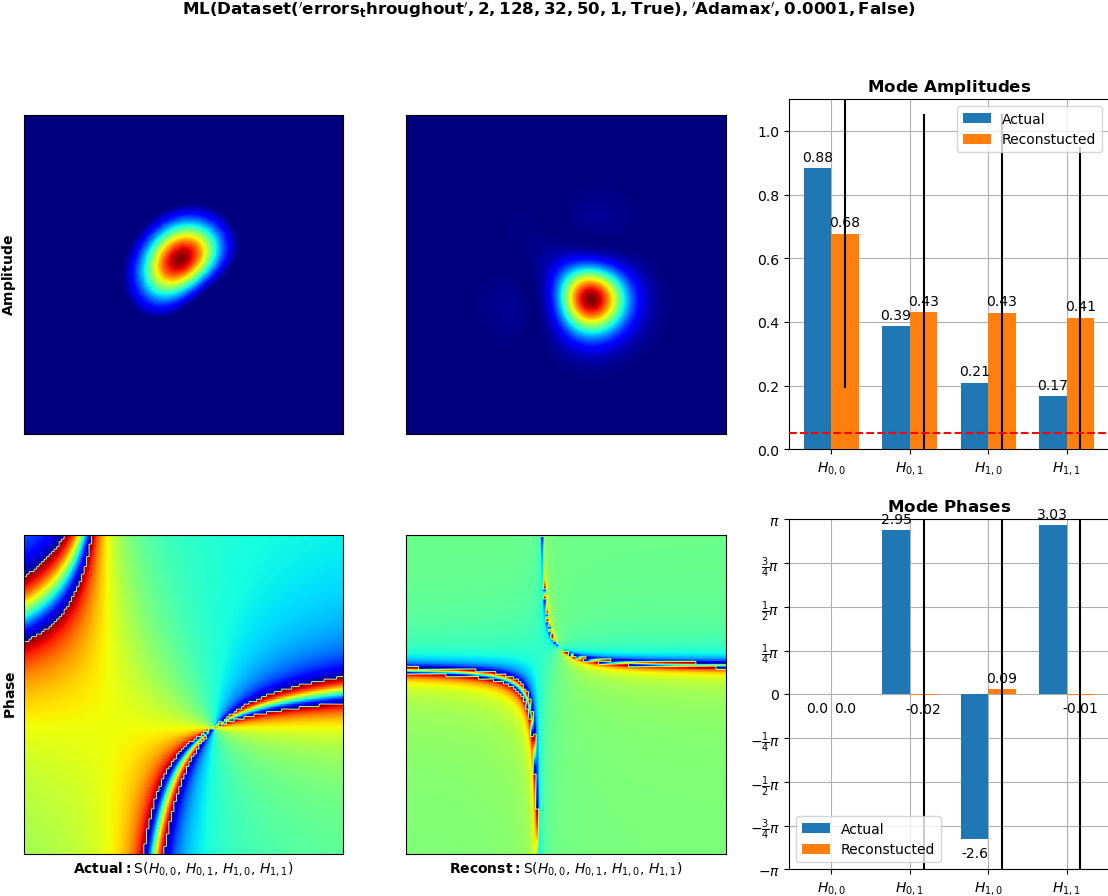 ML(Dataset('errors_throughout', 2, 128, 32, 50, 1, True), 'Adamax', 0.0001, False)
Amplitude
Mode Amplitudes
Actual
Reconstucted
1.0
0.8
0.6
0.4
0.2
0.0
0.88
0.68
0.39
0.43
0.21
0.43
0.17
0.41
H0,0
H0,1
H1,0
H1,1
Phase
Actual: S(H0,0, H0,1, H1,0, H1,1)
Reconst: S(H0,0, H0,1, H1,0, H1,1)
Mode Phases
π
3/4π
1/2π
1/4π
0
−1/4π
−1/2π
−3/4π
−π
0.0
0.0
2.95
-0.02
-2.6
0.09
3.03
-0.01
Actual
Reconstucted
H0,0
H0,1
H1,0
H1,1